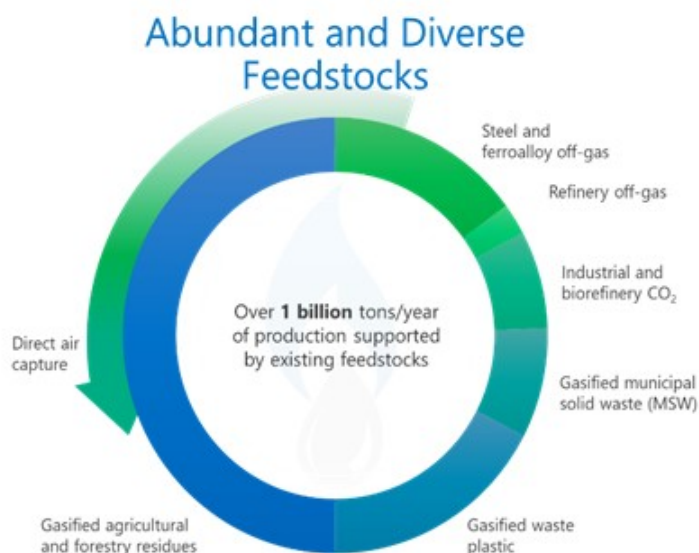 Abundant and Diverse
Feedstocks
Steel and
ferroalloy off-gas
Refinery off-gas
Industrial and
biorefinery CO₂
Over 1 billion tons/year
of production supported
by existing feedstocks
Direct air
capture
Gasified municipal
solid waste (MSW)
Gasified agricultural
and forestry residues
Gasified waste
plastic